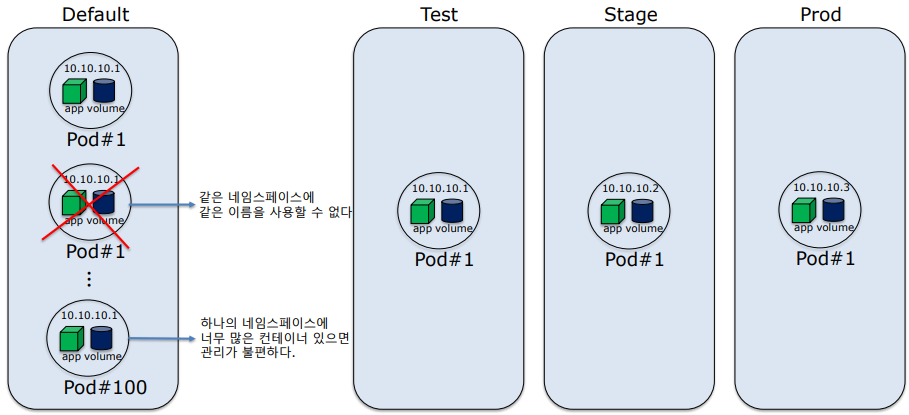 Default
Test
Stage
Prod
10.10.10.1
app volume
Pod#1
10.10.10.1
app volume
Pod#1
같은 네임스페이스에
같은 이름을 사용할 수 없다
⋮
10.10.10.1
app volume
Pod#100
하나의 네임스페이스에
너무 많은 컨테이너 있으면
관리가 불편하다.
10.10.10.1
app volume
Pod#1
10.10.10.2
app volume
Pod#1
10.10.10.3
app volume
Pod#1